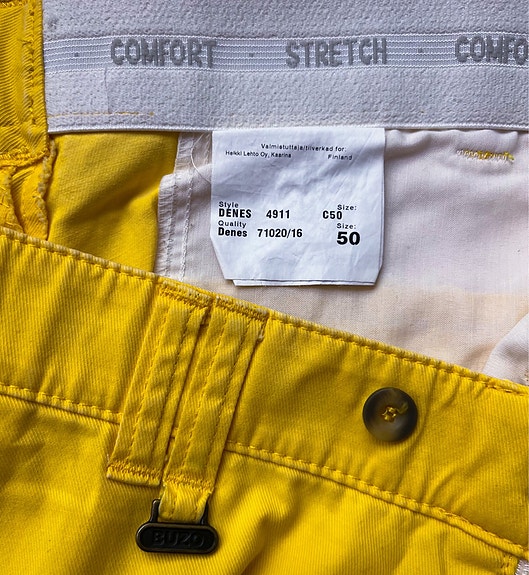 COMFORT · STRETCH · COMFO
Valmistuttaja/tillverkad for:
Heikki Lehto Oy, Kaarina Finland
Style Size:
DENES 4911 C50
Quality Size:
Denes 71020/16 50
BUZO